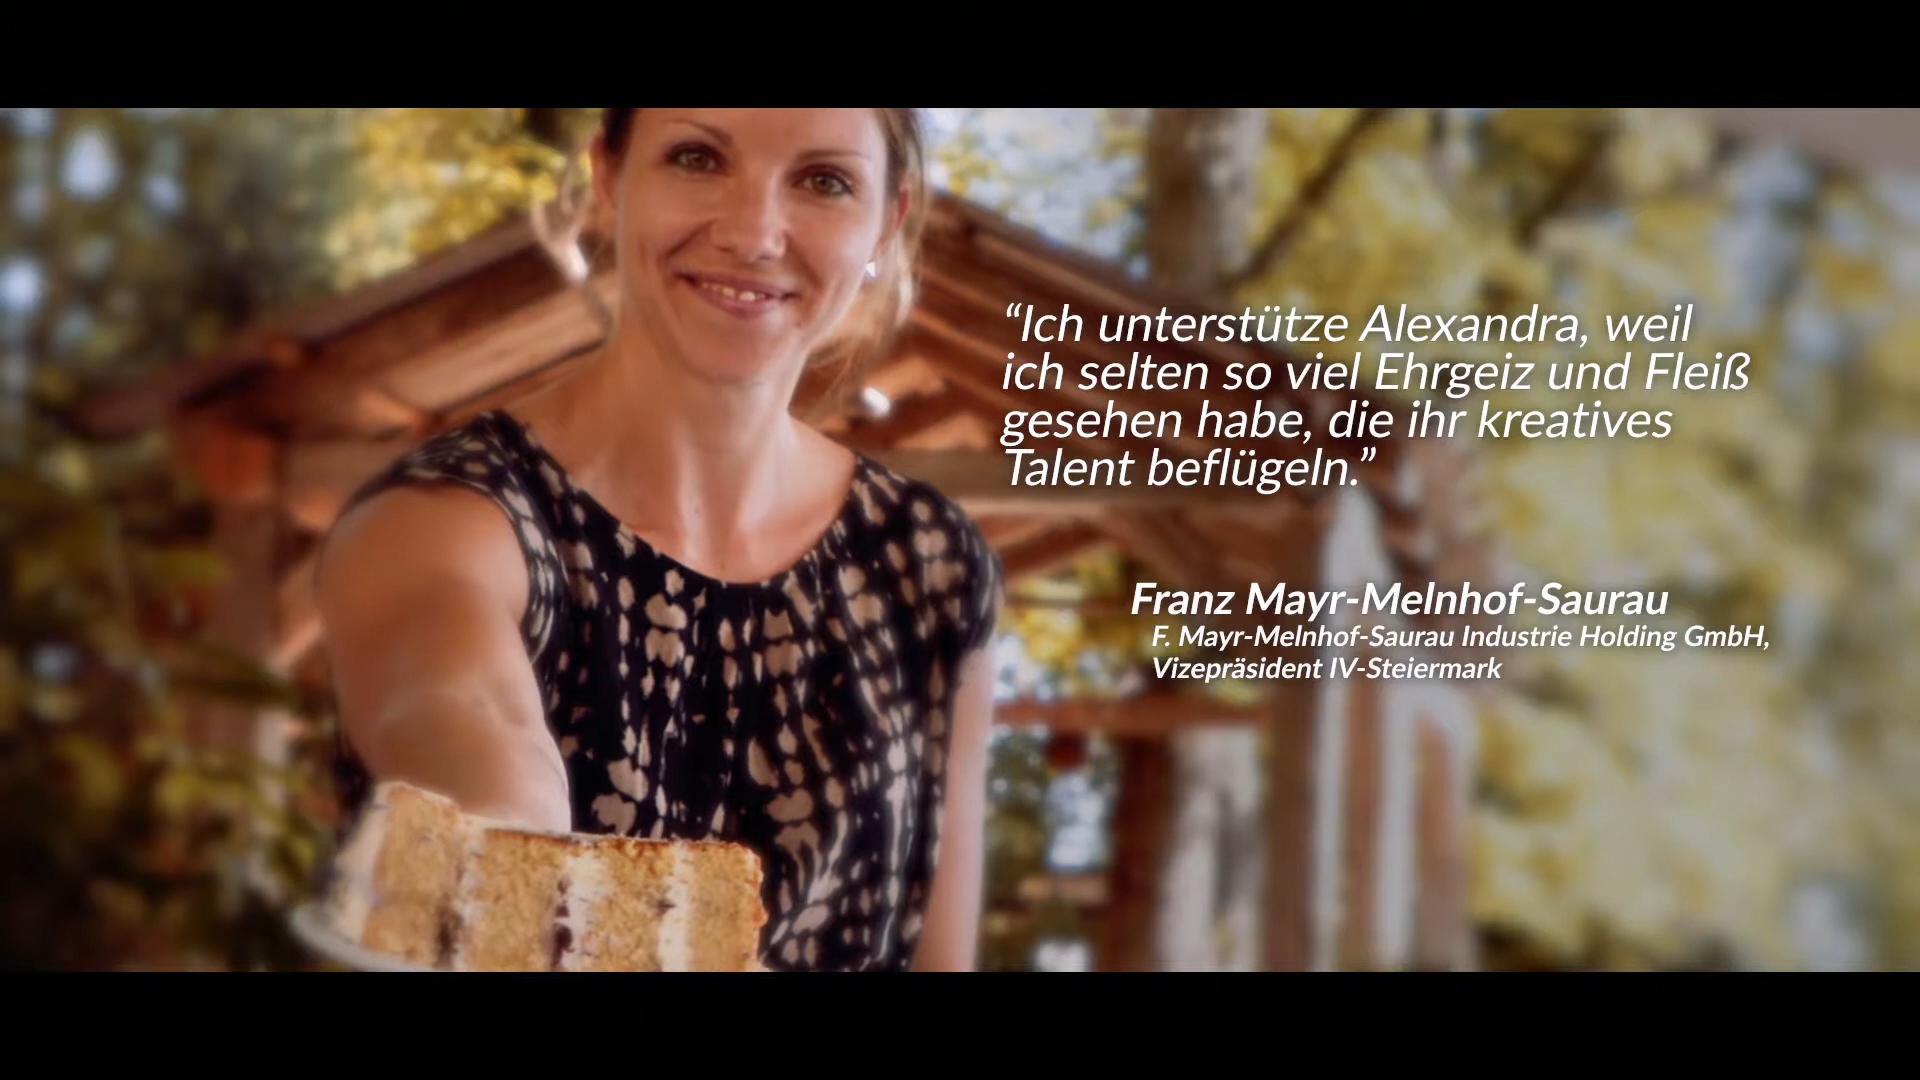 “Ich unterstütze Alexandra, weil
ich selten so viel Ehrgeiz und Fleiß
gesehen habe, die ihr kreatives
Talent beflügeln.”
Franz Mayr-Melnhof-Saurau
F. Mayr-Melnhof-Saurau Industrie Holding GmbH,
Vizepräsident IV-Steiermark